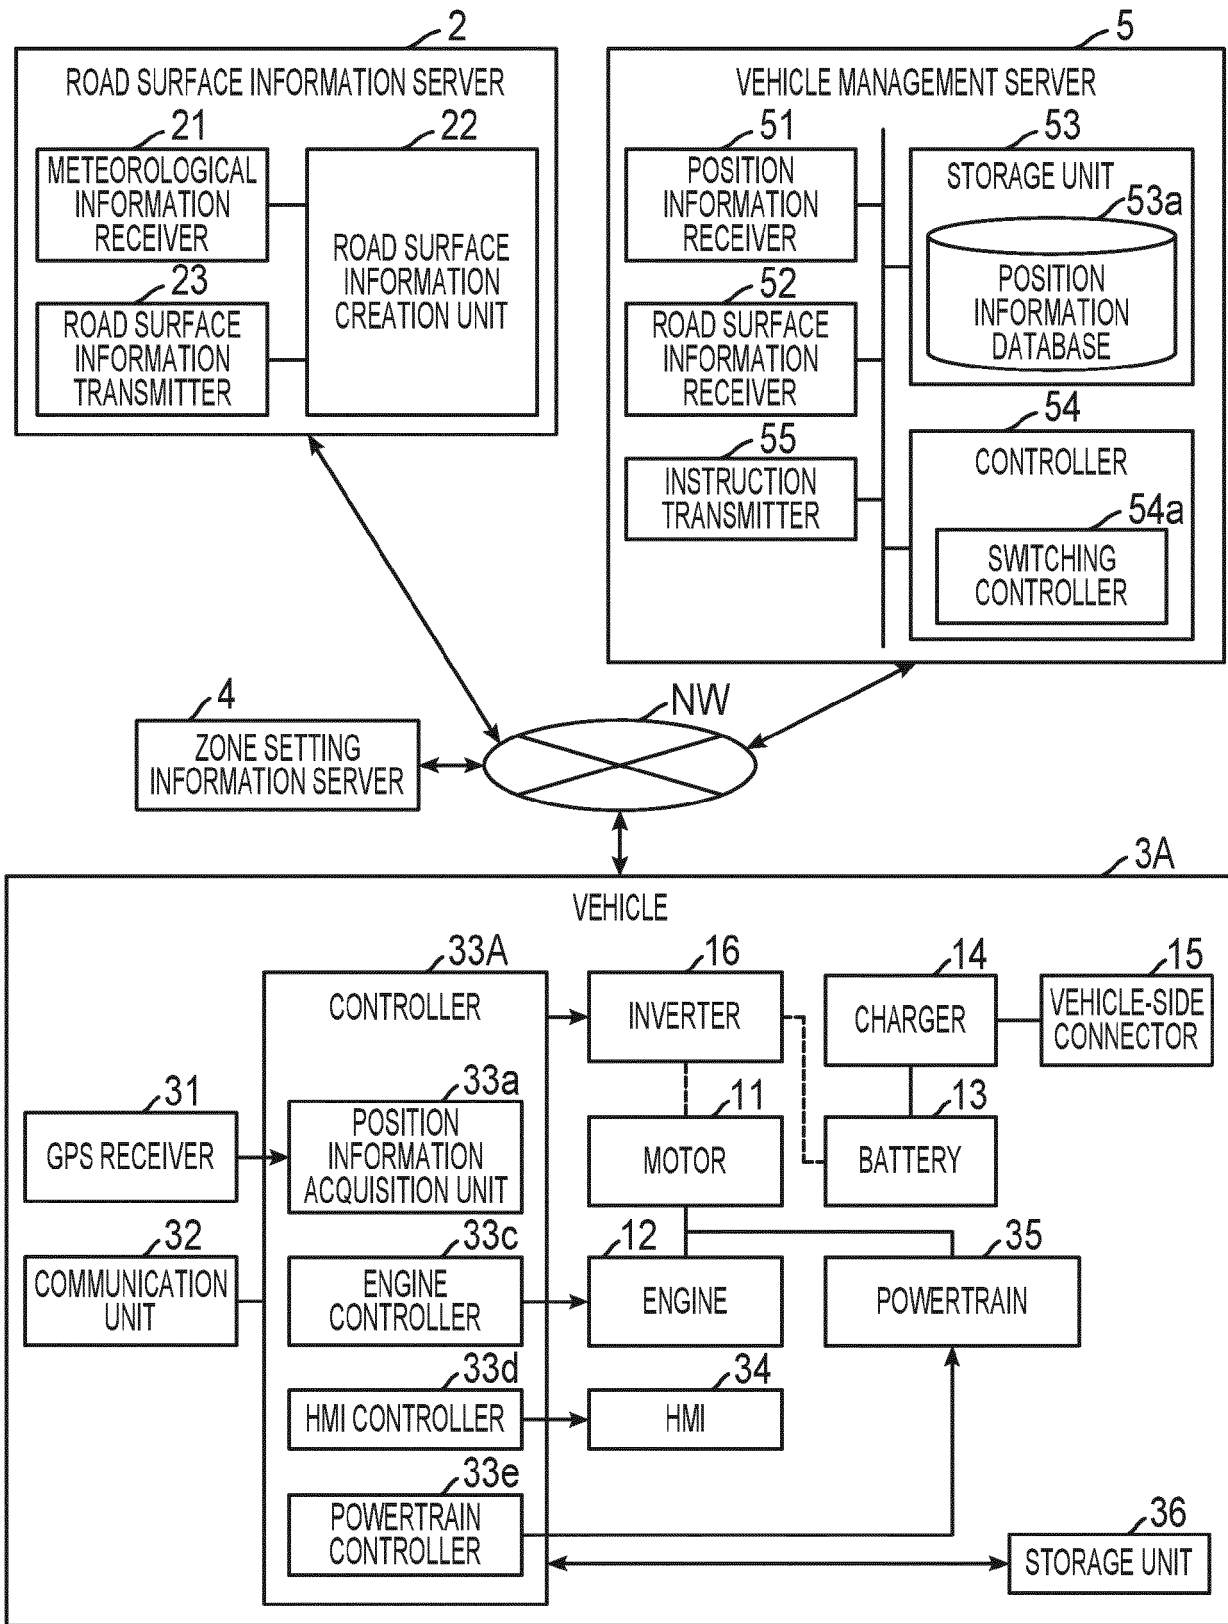 2
ROAD SURFACE INFORMATION SERVER
21
METEOROLOGICAL
INFORMATION
RECEIVER
22
ROAD SURFACE
INFORMATION
CREATION UNIT
23
ROAD SURFACE
INFORMATION
TRANSMITTER
5
VEHICLE MANAGEMENT SERVER
51
POSITION
INFORMATION
RECEIVER
52
ROAD SURFACE
INFORMATION
RECEIVER
55
INSTRUCTION
TRANSMITTER
53
STORAGE UNIT
53a
POSITION
INFORMATION
DATABASE
54
CONTROLLER
54a
SWITCHING
CONTROLLER
4
ZONE SETTING
INFORMATION SERVER
NW
3A
VEHICLE
33A
CONTROLLER
16
INVERTER
14
CHARGER
15
VEHICLE-SIDE
CONNECTOR
31
GPS RECEIVER
33a
POSITION
INFORMATION
ACQUISITION UNIT
11
MOTOR
13
BATTERY
32
COMMUNICATION
UNIT
33c
ENGINE
CONTROLLER
12
ENGINE
35
POWERTRAIN
33d
HMI CONTROLLER
34
HMI
33e
POWERTRAIN
CONTROLLER
36
STORAGE UNIT